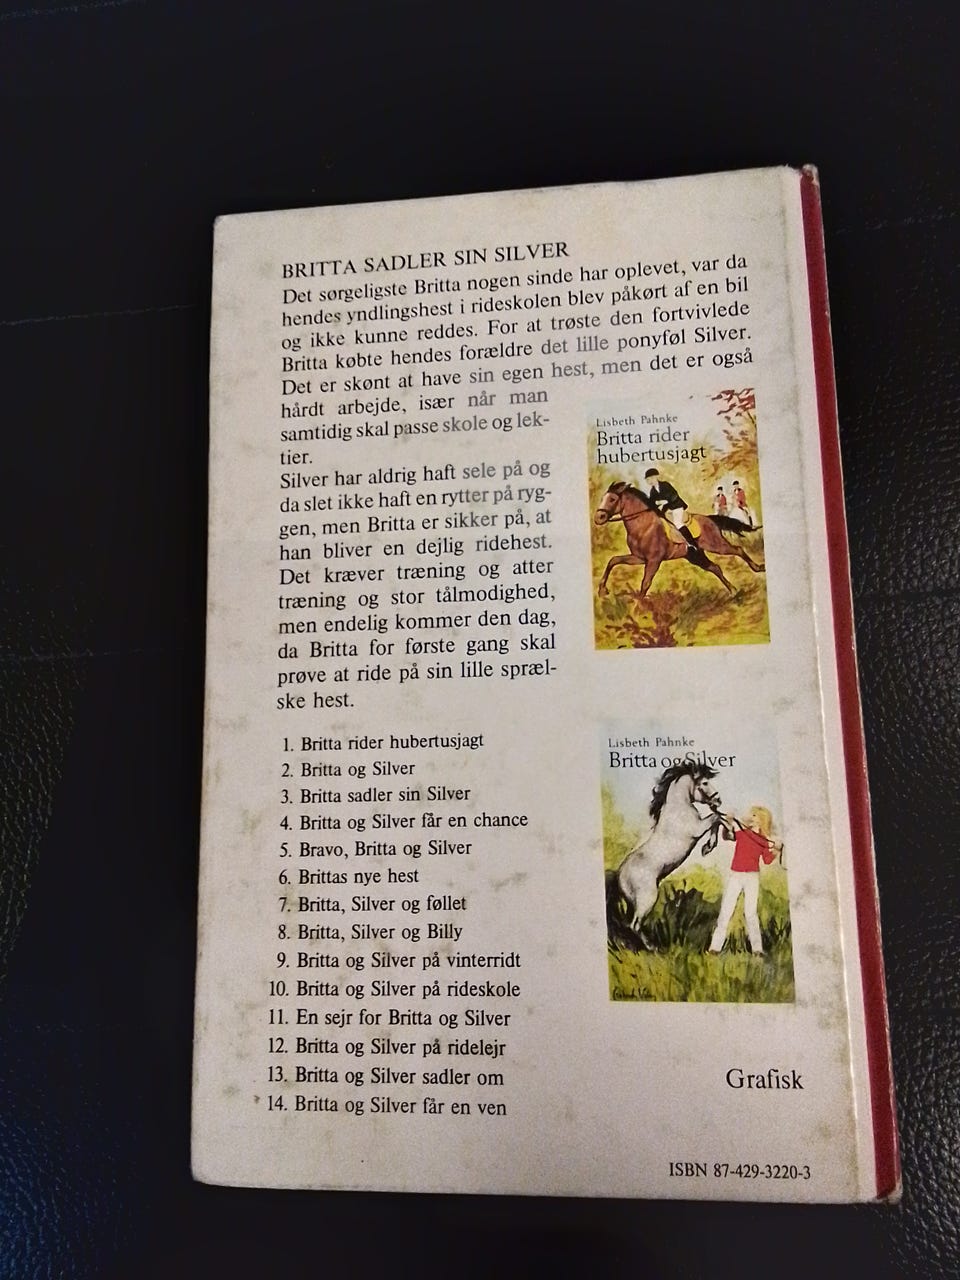 BRITTA SADLER SIN SILVER
Det sørgeligste Britta nogen sinde har oplevet, var da
hendes yndlingshest i rideskolen blev påkørt af en bil
og ikke kunne reddes. For at trøste den fortvivlede
Britta købte hendes forældre det lille ponyføl Silver.
Det er skønt at have sin egen hest, men det er også
hårdt arbejde, især når man
samtidig skal passe skole og lek-
tier.
Silver har aldrig haft sele på og
da slet ikke haft en rytter på ryg-
gen, men Britta er sikker på, at
han bliver en dejlig ridehest.
Det kræver træning og atter
træning og stor tålmodighed,
men endelig kommer den dag,
da Britta for første gang skal
prøve at ride på sin lille spræl-
ske hest.
Lisbeth Pahnke
Britta rider
hubertusjagt
Lisbeth Pahnke
Britta og Silver
1. Britta rider hubertusjagt
2. Britta og Silver
3. Britta sadler sin Silver
4. Britta og Silver får en chance
5. Bravo, Britta og Silver
6. Brittas nye hest
7. Britta, Silver og føllet
8. Britta, Silver og Billy
9. Britta og Silver på vinterridt
10. Britta og Silver på rideskole
11. En sejr for Britta og Silver
12. Britta og Silver på ridelejr
13. Britta og Silver sadler om
14. Britta og Silver får en ven
Grafisk
ISBN 87-429-3220-3